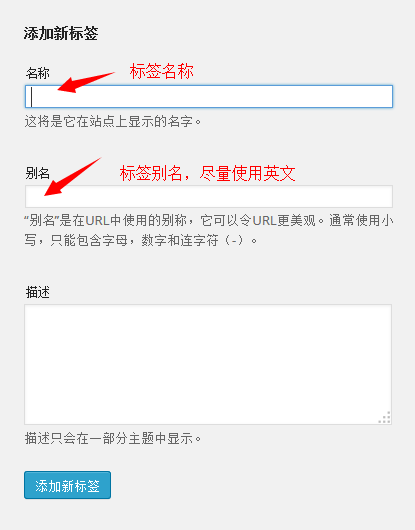 添加新标签
名称
标签名称
这将是它在站点上显示的名字。
别名
标签别名，尽量使用英文
“别名”是在URL中使用的别称，它可以令URL更美观。通常使用小
写，只能包含字母，数字和连字符（-）。
描述
描述只会在一部分主题中显示。
添加新标签